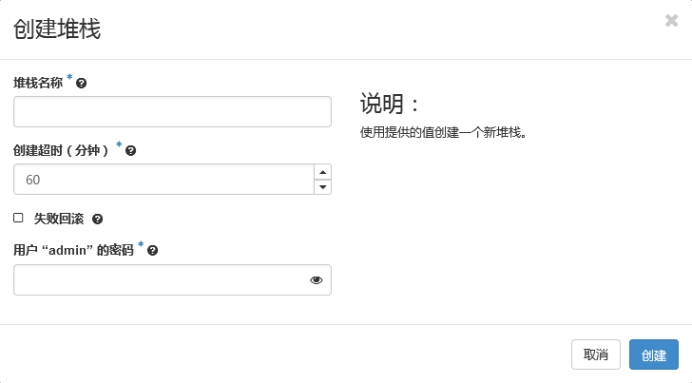 创建堆栈
堆栈名称 *
创建超时（分钟） *
60
失败回滚
用户 “admin” 的密码 *
说明：
使用提供的值创建一个新堆栈。
取消
创建